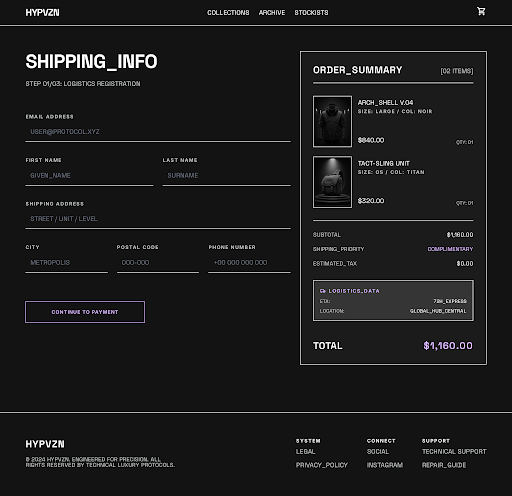 HYPVZN
COLLECTIONS ARCHIVE STOCKISTS
SHIPPING_INFO
STEP 01/03: LOGISTICS REGISTRATION
EMAIL ADDRESS
USER@PROTOCOL.XYZ
FIRST NAME LAST NAME
GIVEN_NAME SURNAME
SHIPPING ADDRESS
STREET / UNIT / LEVEL
CITY POSTAL CODE PHONE NUMBER
METROPOLIS 000-000 +00 000 000 000
CONTINUE TO PAYMENT
ORDER_SUMMARY [02 ITEMS]
ARCH_SHELL V.04
SIZE: LARGE / COL: NOIR
$840.00 QTY: 01
TACT-SLING UNIT
SIZE: OS / COL: TITAN
$320.00 QTY: 01
SUBTOTAL $1,160.00
SHIPPING_PRIORITY COMPLIMENTARY
ESTIMATED_TAX $0.00
LOGISTICS_DATA
ETA: 72H_EXPRESS
LOCATION: GLOBAL_HUB_CENTRAL
TOTAL $1,160.00
HYPVZN
© 2024 HYPVZN. ENGINEERED FOR PRECISION. ALL
RIGHTS RESERVED BY TECHNICAL LUXURY PROTOCOLS.
SYSTEM CONNECT SUPPORT
LEGAL SOCIAL TECHNICAL SUPPORT
PRIVACY_POLICY INSTAGRAM REPAIR_GUIDE